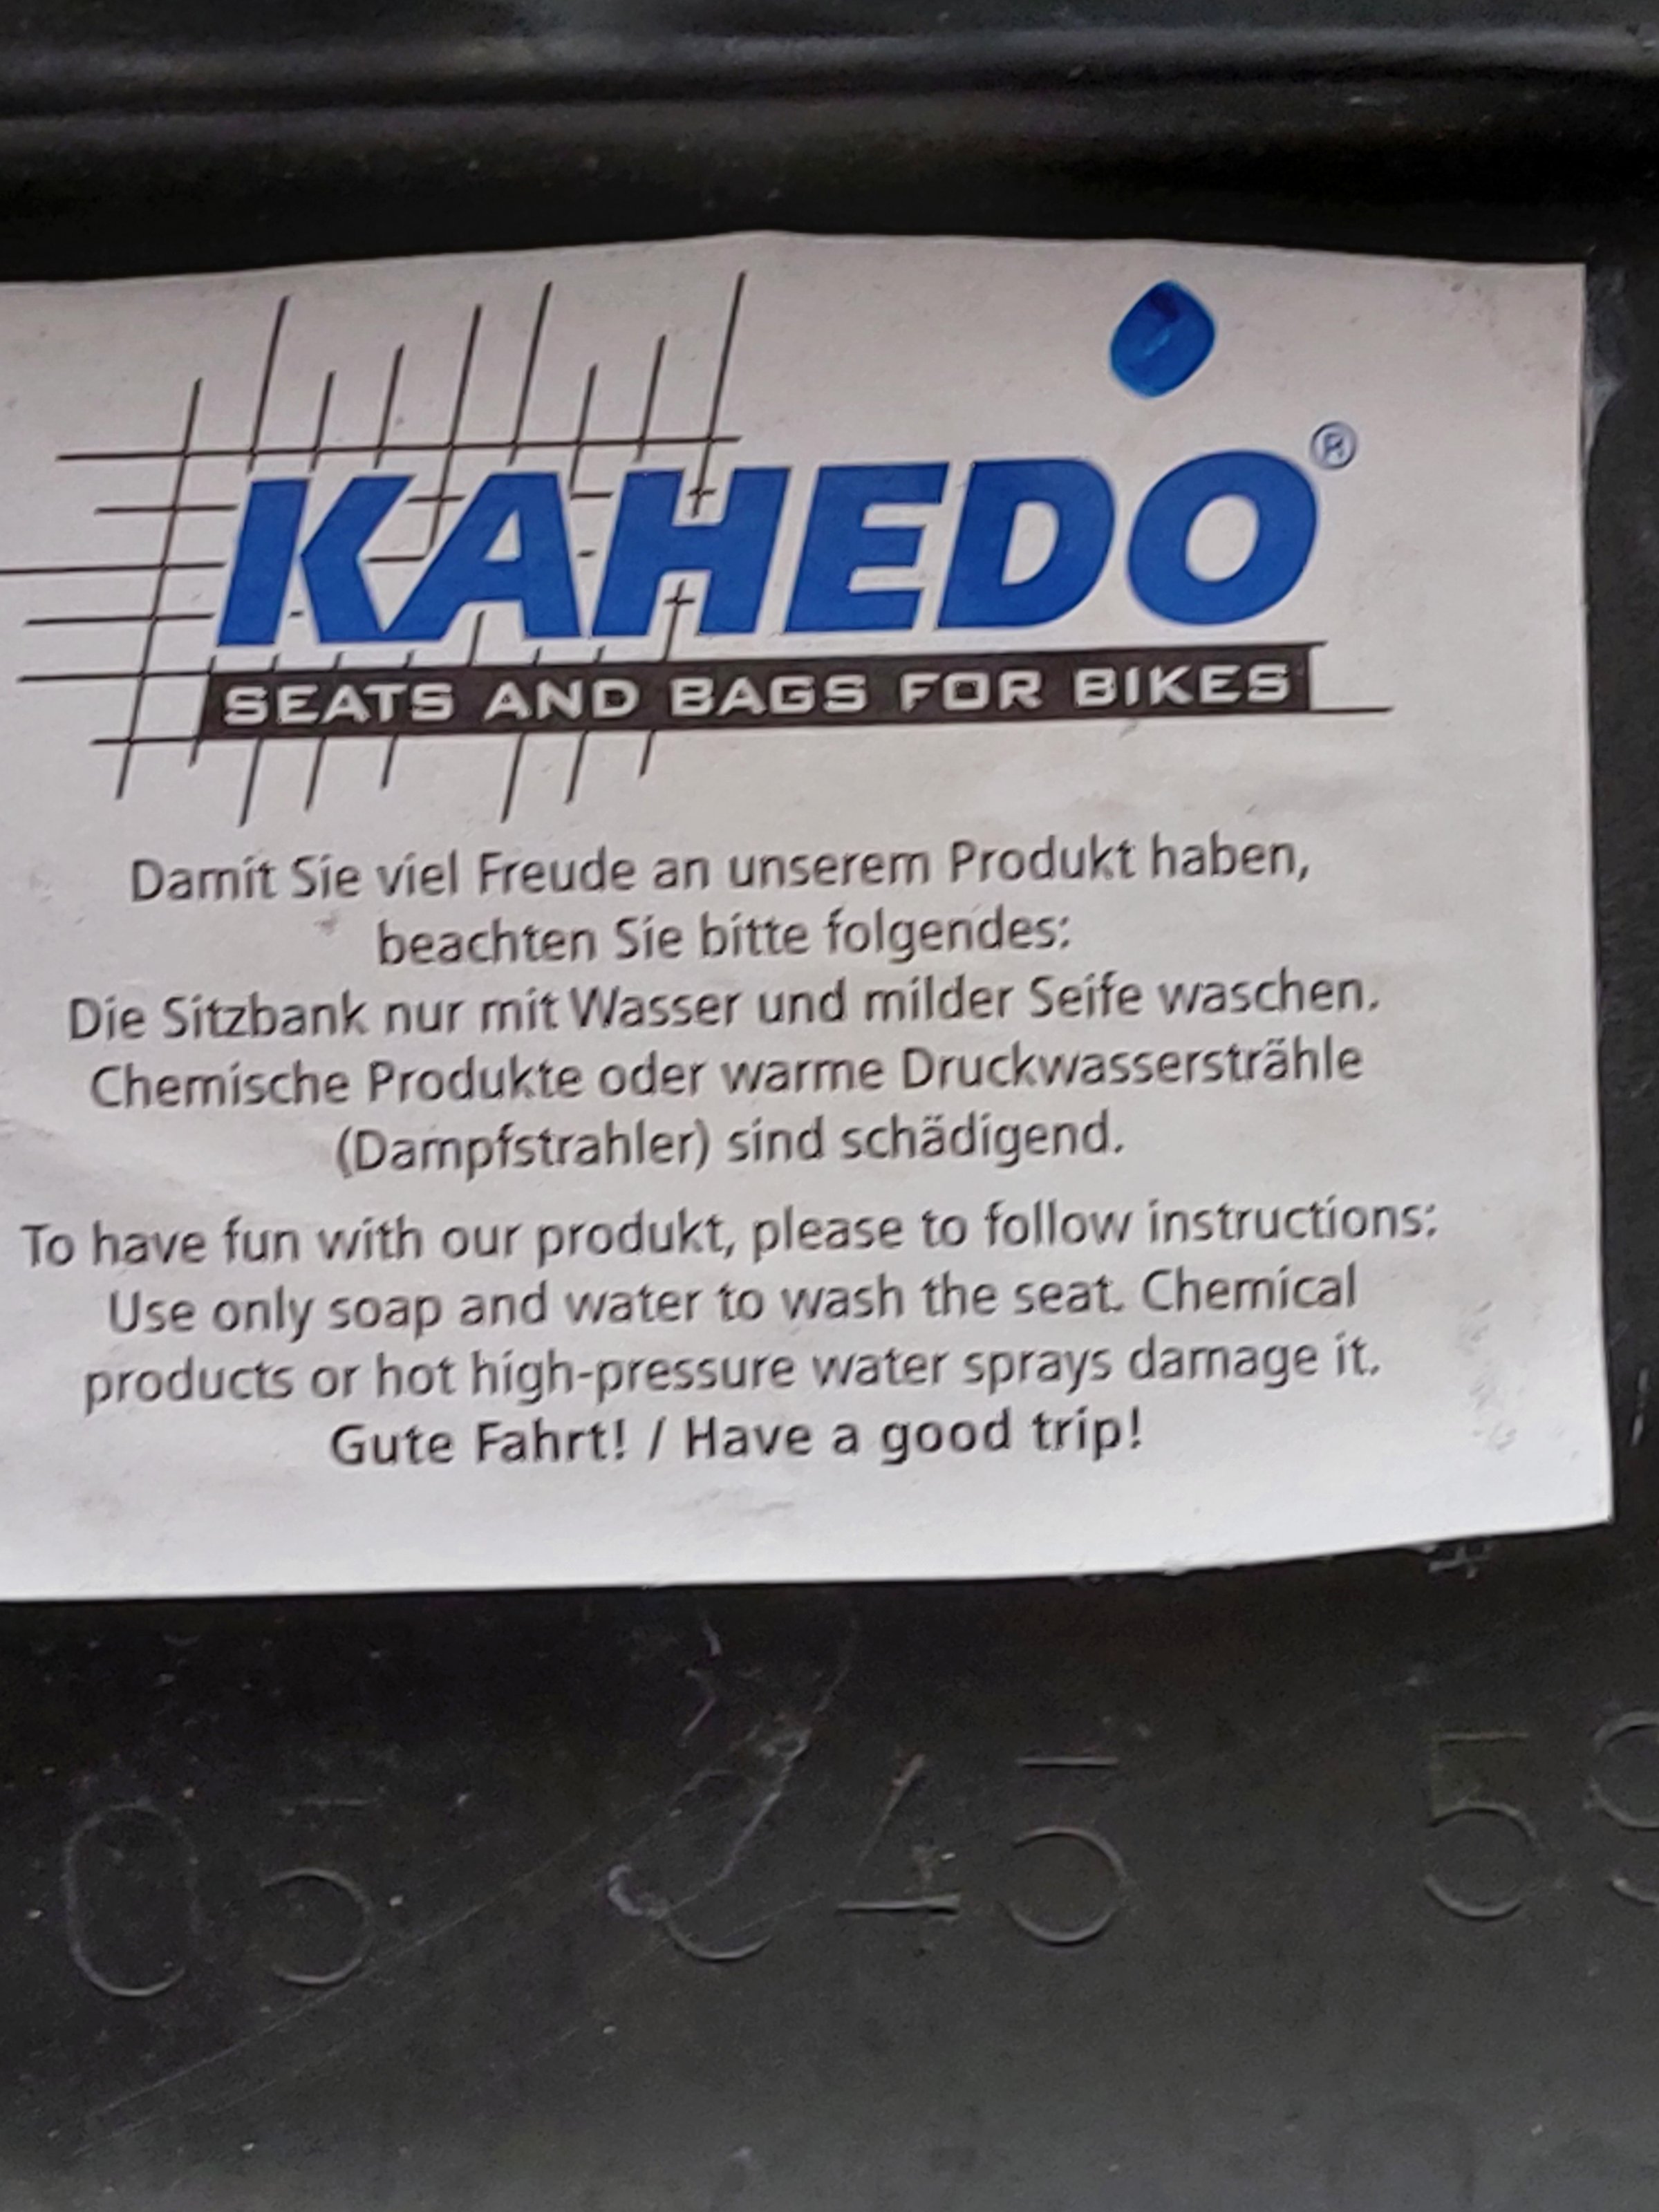 KAHEDO®
SEATS AND BAGS FOR BIKES
Damit Sie viel Freude an unserem Produkt haben,
beachten Sie bitte folgendes:
Die Sitzbank nur mit Wasser und milder Seife waschen.
Chemische Produkte oder warme Druckwassersträhle
(Dampfstrahler) sind schädigend.
To have fun with our produkt, please to follow instructions:
Use only soap and water to wash the seat. Chemical
products or hot high-pressure water sprays damage it.
Gute Fahrt! / Have a good trip!
05 45 59